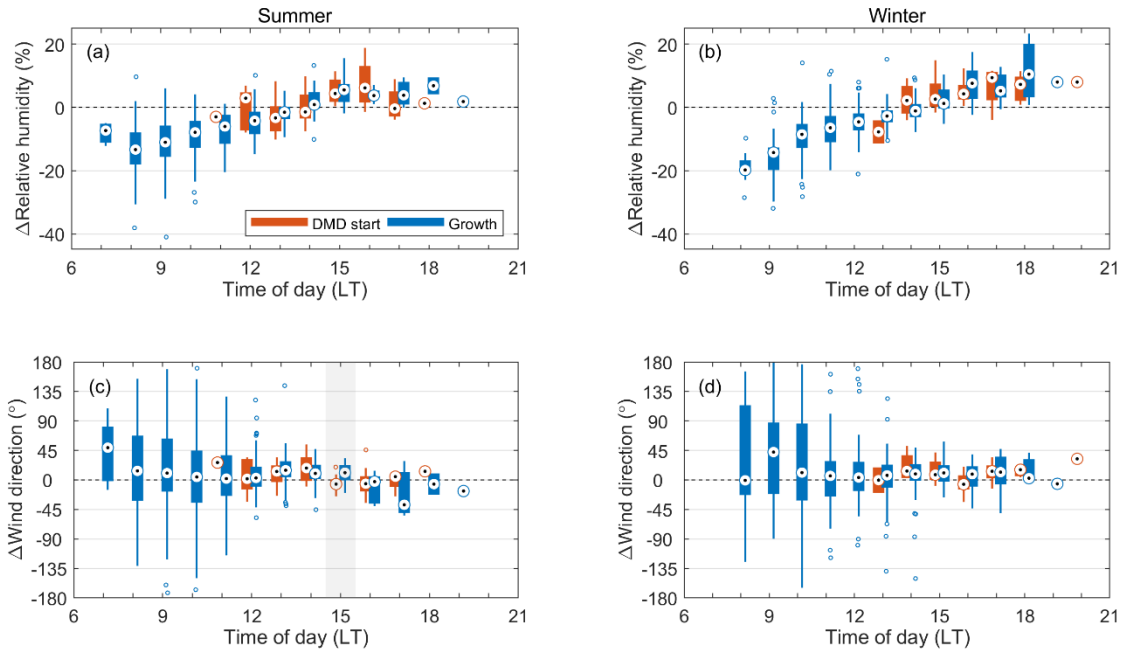 Summer
Winter
(a)
ΔRelative humidity (%)
20
0
-20
-40
DMD start
Growth
6 9 12 15 18 21
Time of day (LT)
(b)
ΔRelative humidity (%)
20
0
-20
-40
6 9 12 15 18 21
Time of day (LT)
(c)
ΔWind direction (°)
180
135
90
45
0
-45
-90
-135
-180
6 9 12 15 18 21
Time of day (LT)
(d)
ΔWind direction (°)
180
135
90
45
0
-45
-90
-135
-180
6 9 12 15 18 21
Time of day (LT)